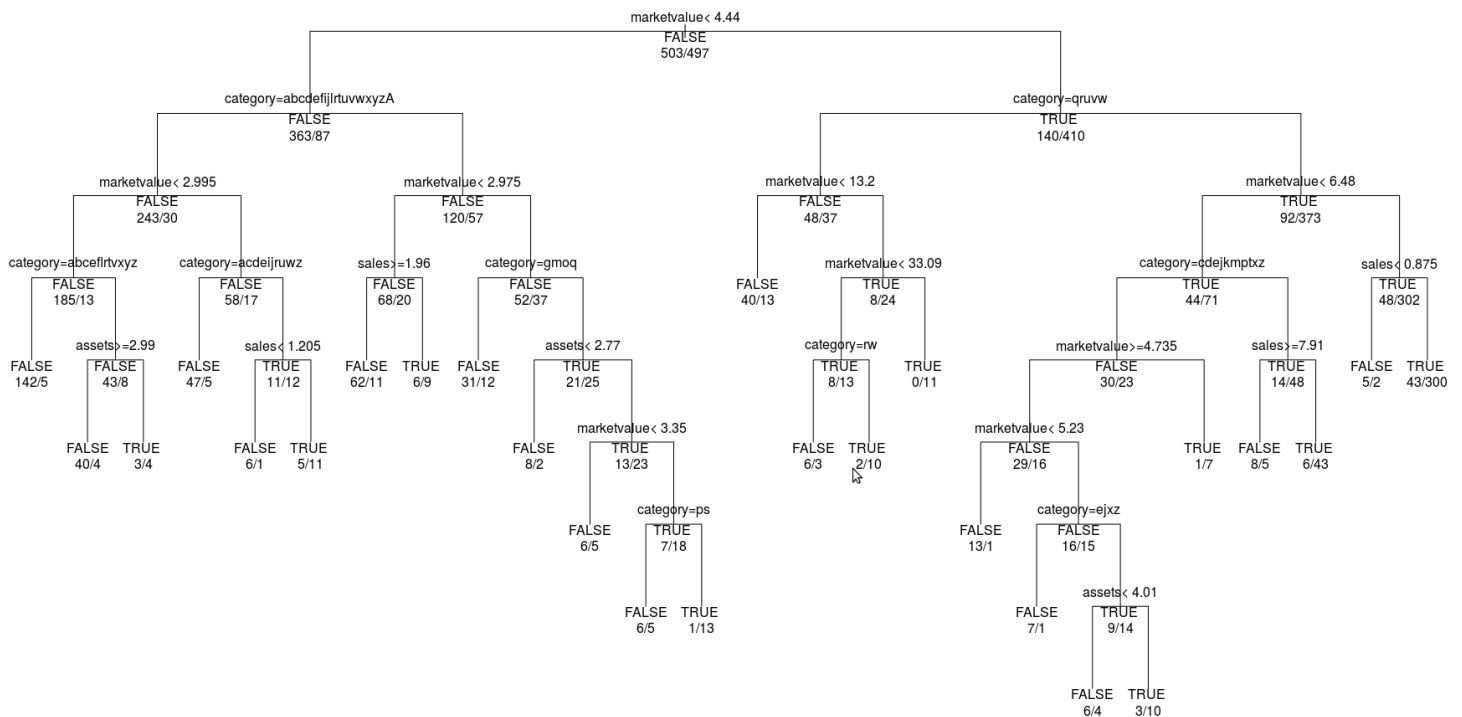 marketvalue< 4.44
FALSE
503/497
category=abcdefijlrtuvwxyzA
FALSE
363/87
category=qruvw
TRUE
140/410
marketvalue< 2.995
FALSE
243/30
marketvalue< 2.975
FALSE
120/57
marketvalue< 13.2
FALSE
48/37
marketvalue< 6.48
TRUE
92/373
category=abceflrtvxyz
FALSE
185/13
category=acdeijruwz
FALSE
58/17
sales>=1.96
FALSE
68/20
category=gmoq
FALSE
52/37
FALSE
40/13
marketvalue< 33.09
TRUE
8/24
category=cdejkmptxz
TRUE
44/71
sales< 0.875
TRUE
48/302
FALSE
142/5
assets>=2.99
FALSE
43/8
FALSE
47/5
sales< 1.205
TRUE
11/12
FALSE
62/11
TRUE
6/9
FALSE
31/12
assets< 2.77
TRUE
21/25
category=rw
TRUE
8/13
TRUE
0/11
marketvalue>=4.735
FALSE
30/23
sales>=7.91
TRUE
14/48
FALSE
5/2
TRUE
43/300
FALSE
40/4
TRUE
3/4
FALSE
6/1
TRUE
5/11
FALSE
8/2
marketvalue< 3.35
TRUE
13/23
FALSE
6/3
TRUE
2/10
marketvalue< 5.23
FALSE
29/16
TRUE
1/7
FALSE
8/5
TRUE
6/43
FALSE
6/5
category=ps
TRUE
7/18
FALSE
13/1
category=ejxz
FALSE
16/15
FALSE
6/5
TRUE
1/13
FALSE
7/1
assets< 4.01
TRUE
9/14
FALSE
6/4
TRUE
3/10